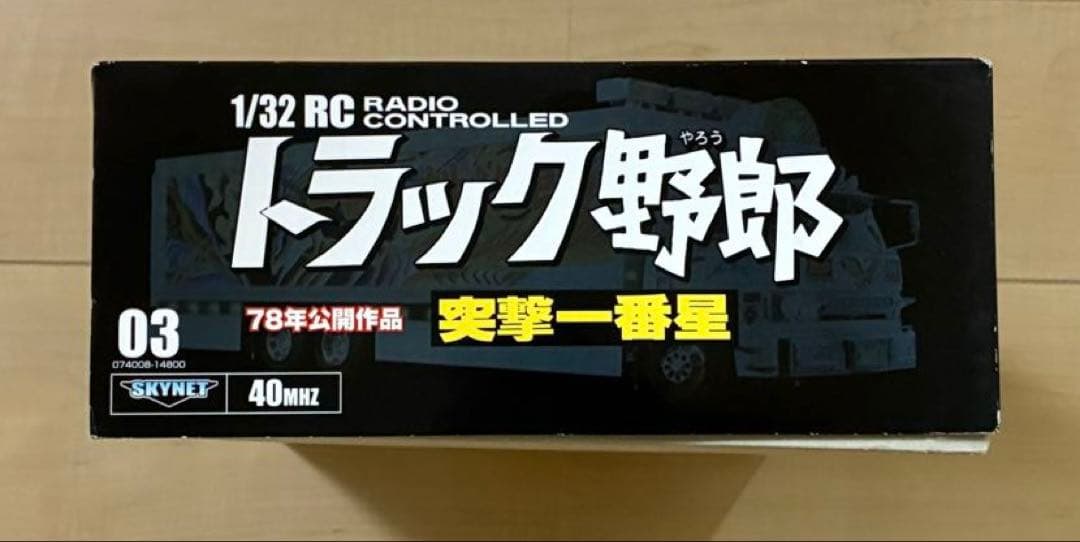 1/32 RC RADIO CONTROLLED
やろう
トラック野郎
78年公開作品 突撃一番星
03
074008-14800
SKYNET 40MHZ